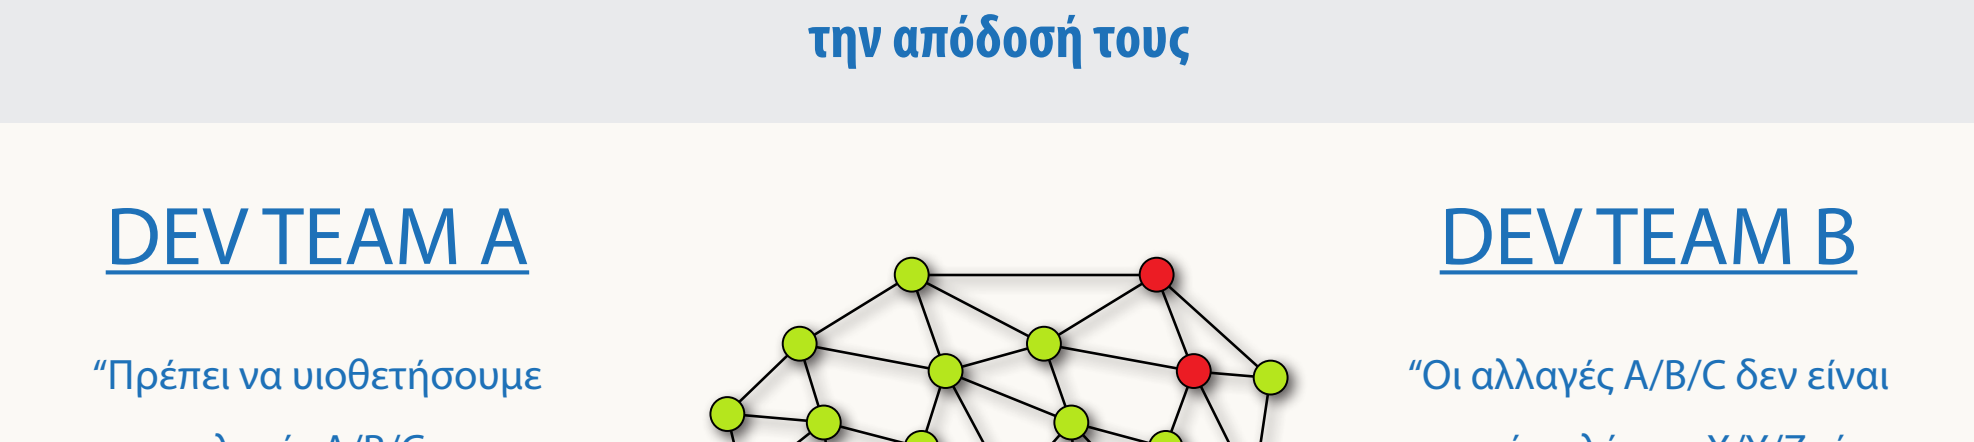 την απόδοσή τους
DEV TEAM A
“Πρέπει να υιοθετήσουμε
A/B/C
DEV TEAM B
“Οι αλλαγές A/B/C δεν είναι
X/Y/Z